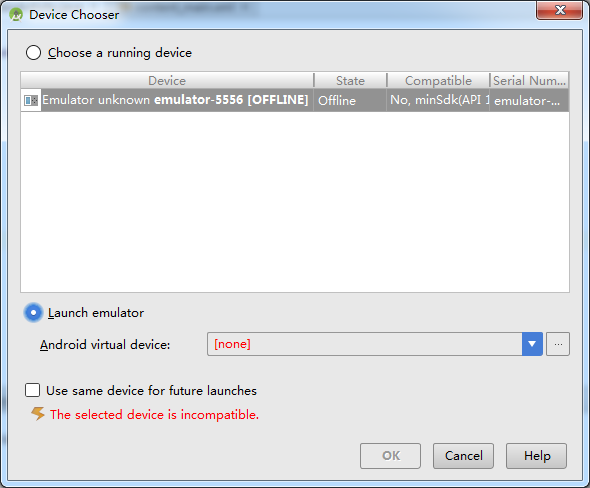 Device Chooser
Choose a running device
Device State Compatible Serial Num...
Emulator unknown emulator-5556 [OFFLINE] Offline No, minSdk(API 1 emulator-...
Launch emulator
Android virtual device: [none] ...
Use same device for future launches
The selected device is incompatible.
OK Cancel Help